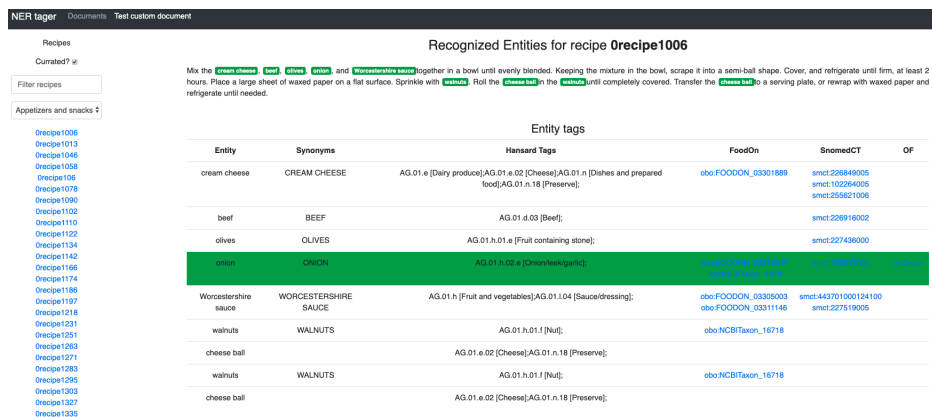 NER tager Documents Test custom document
Recipes
Currated?
Filter recipes
Appetizers and snacks
0recipe1006
0recipe1013
0recipe1046
0recipe1058
0recipe106
0recipe1078
0recipe1090
0recipe1102
0recipe1110
0recipe1122
0recipe1134
0recipe1142
0recipe1166
0recipe1174
0recipe1186
0recipe1197
0recipe1218
0recipe1231
0recipe1251
0recipe1263
0recipe1271
0recipe1283
0recipe1295
0recipe1303
0recipe1327
0recipe1335
Recognized Entities for recipe 0recipe1006
Mix the cream cheese, beef, olives, onion, and Worcestershire sauce together in a bowl until evenly blended. Keeping the mixture in the bowl, scrape it into a semi-ball shape. Cover, and refrigerate until firm, at least 2
hours. Place a large sheet of waxed paper on a flat surface. Sprinkle with walnuts. Roll the cheese ball in the walnuts until completely covered. Transfer the cheese ball to a serving plate, or rewrap with waxed paper and
refrigerate until needed.
Entity tags
Entity Synonyms Hansard Tags FoodOn SnomedCT OF
cream cheese CREAM CHEESE AG.01.e [Dairy produce];AG.01.e.02 [Cheese];AG.01.n [Dishes and prepared obo:FOODON_03301889 smct:226849005
food];AG.01.n.18 [Preserve]; smct:102264005
smct:255621006
beef BEEF AG.01.d.03 [Beef]; smct:226916002
olives OLIVES AG.01.h.01.e [Fruit containing stone]; smct:227436000
onion ONION AG.01.h.02.e [Onion/leek/garlic];
Worcestershire WORCESTERSHIRE AG.01.h [Fruit and vegetables];AG.01.l.04 [Sauce/dressing]; obo:FOODON_03305003 smct:443701000124100
sauce SAUCE obo:FOODON_03311146 smct:227519005
walnuts WALNUTS AG.01.h.01.f [Nut]; obo:NCBITaxon_16718
cheese ball AG.01.e.02 [Cheese];AG.01.n.18 [Preserve];
walnuts WALNUTS AG.01.h.01.f [Nut]; obo:NCBITaxon_16718
cheese ball AG.01.e.02 [Cheese];AG.01.n.18 [Preserve];